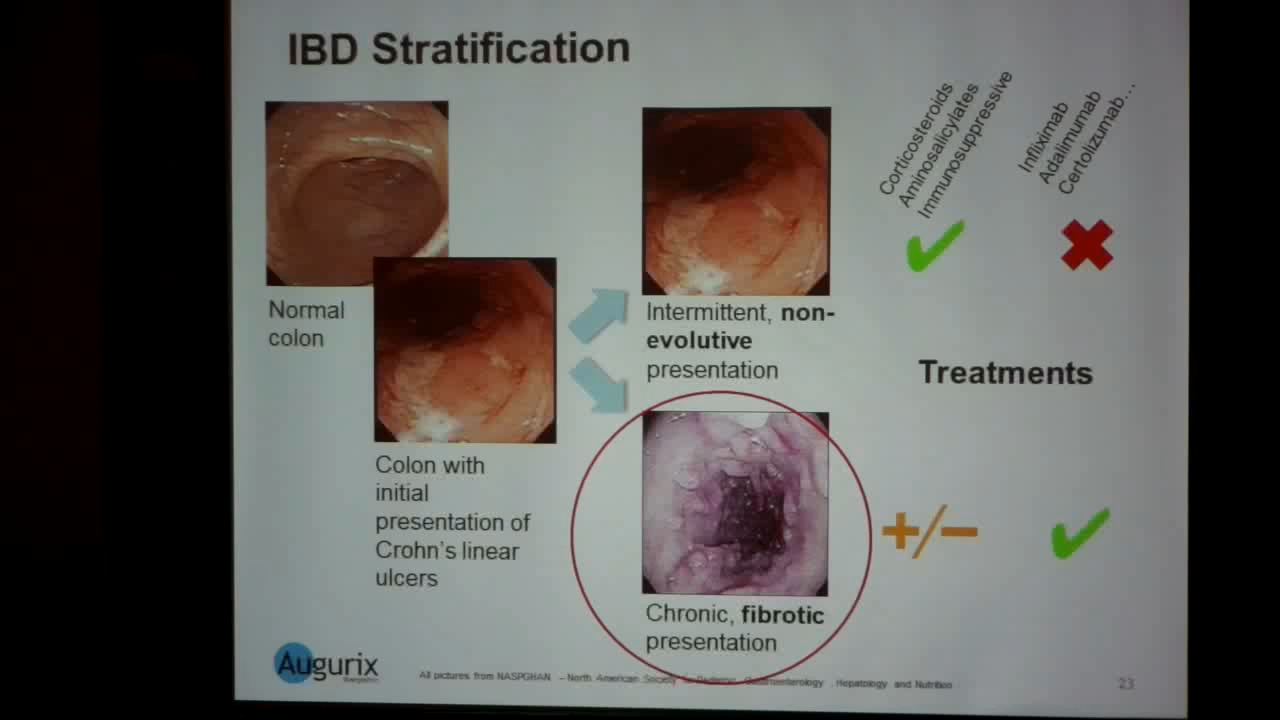 IBD Stratification
Corticosteroids
Aminosalicylates
Immunosuppressive
Infliximab
Adalimumab
Certolizumab…
Normal
colon
Intermittent, non-
evolutive
presentation
Treatments
Colon with
initial
presentation of
Crohn's linear
ulcers
+/−
Chronic, fibrotic
presentation
Augurix
All pictures from NASPGHAN – North American Society Gastroenterology , Hepatology and Nutrition
23